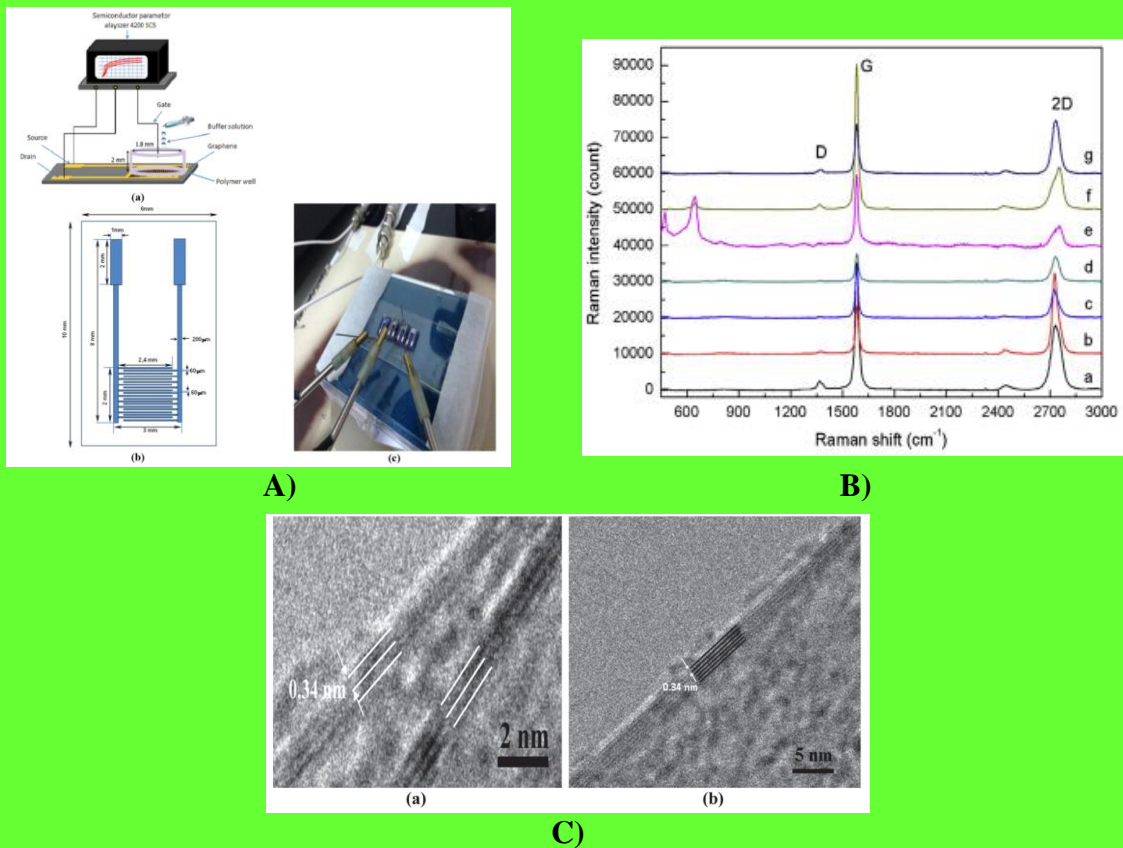 Semiconductor parameter
alayszer 4200 SCS
Gate
Buffer solution
Source
1.8 mm
Graphene
Drain
2 mm
Polymer well
(a)
6mm
1mm
2 mm
10 mm
8 mm
200μm
2,4 mm
60μm
2 mm
60μm
3 mm
(b)
(c)
A)
90000
80000
70000
60000
50000
40000
30000
20000
10000
0
Raman intensity (count)
G
2D
D
g
f
e
d
c
b
a
600 900 1200 1500 1800 2100 2400 2700 3000
Raman shift (cm⁻¹)
B)
0.34 nm
2 nm
(a)
0.34 nm
5 nm
(b)
C)